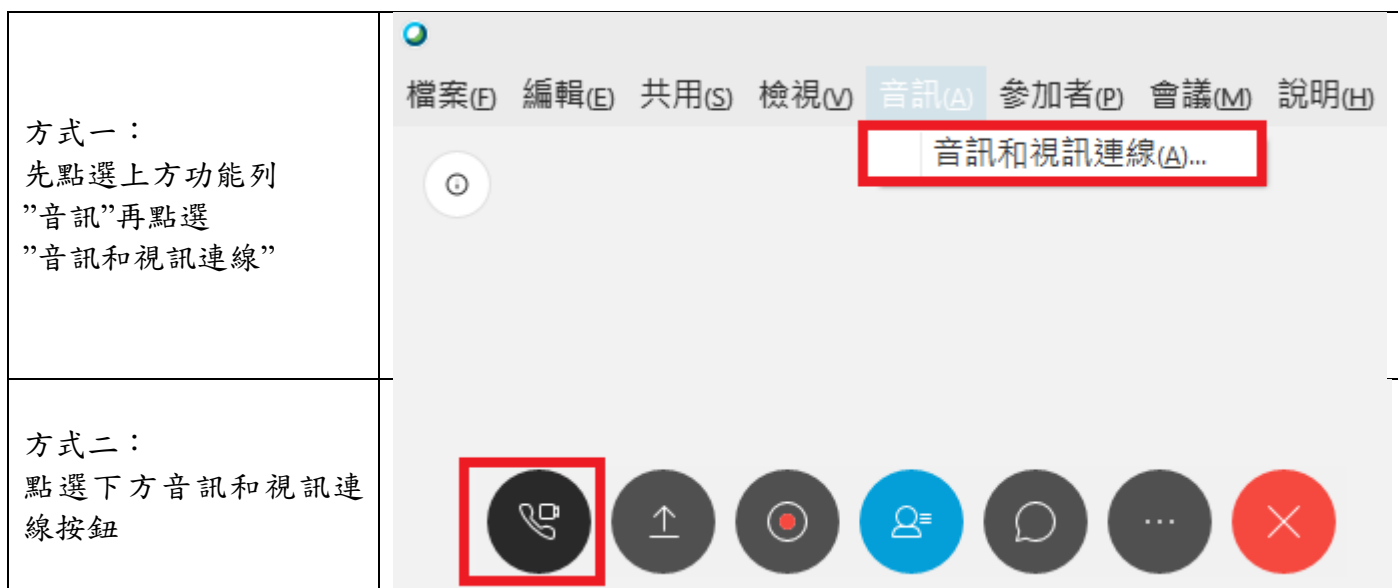 方式一：
先點選上方功能列
”音訊”再點選
”音訊和視訊連線”
檔案(F) 編輯(E) 共用(S) 檢視(V) 音訊(A) 參加者(P) 會議(M) 說明(H)
音訊和視訊連線(A)...
方式二：
點選下方音訊和視訊連
線按鈕